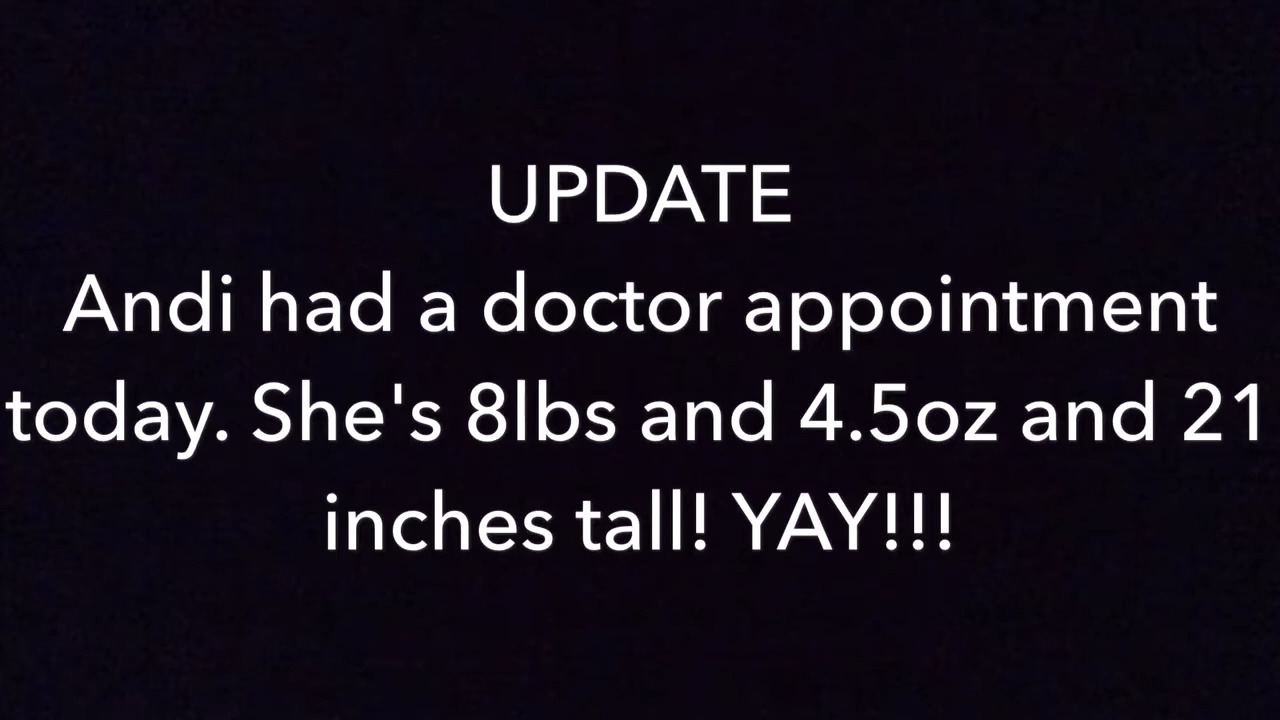 UPDATE
Andi had a doctor appointment
today. She's 8lbs and 4.5oz and 21
inches tall! YAY!!!